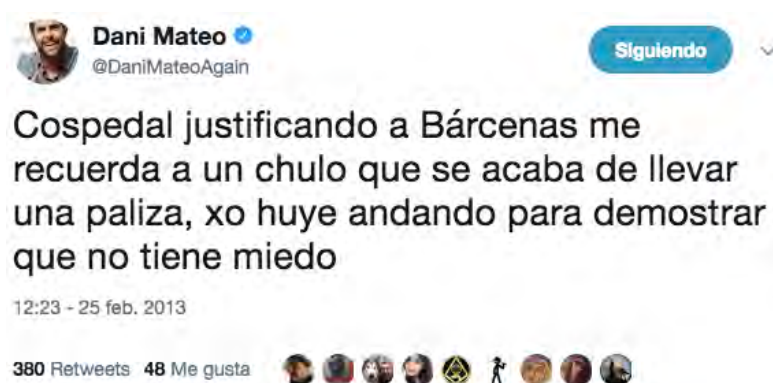 Dani Mateo
@DaniMateoAgain
Siguiendo
Cospedal justificando a Bárcenas me
recuerda a un chulo que se acaba de llevar
una paliza, xo huye andando para demostrar
que no tiene miedo
12:23 - 25 feb. 2013
380 Retweets 48 Me gusta